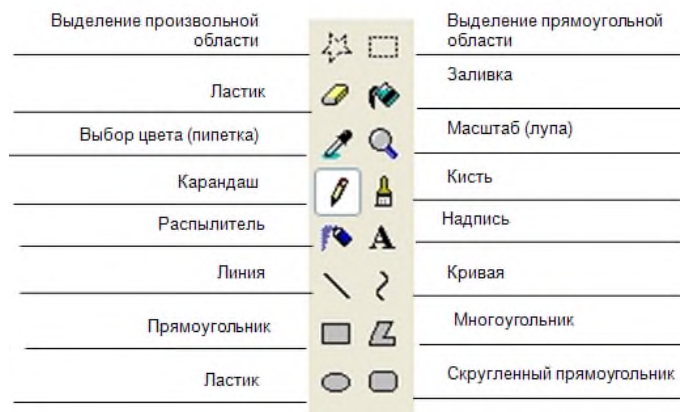 Выделение произвольной
области
Выделение прямоугольной
области
Ластик
Заливка
Выбор цвета (пипетка)
Масштаб (лупа)
Карандаш
Кисть
Распылитель
A
Надпись
Линия
Кривая
Прямоугольник
Многоугольник
Ластик
Скругленный прямоугольник